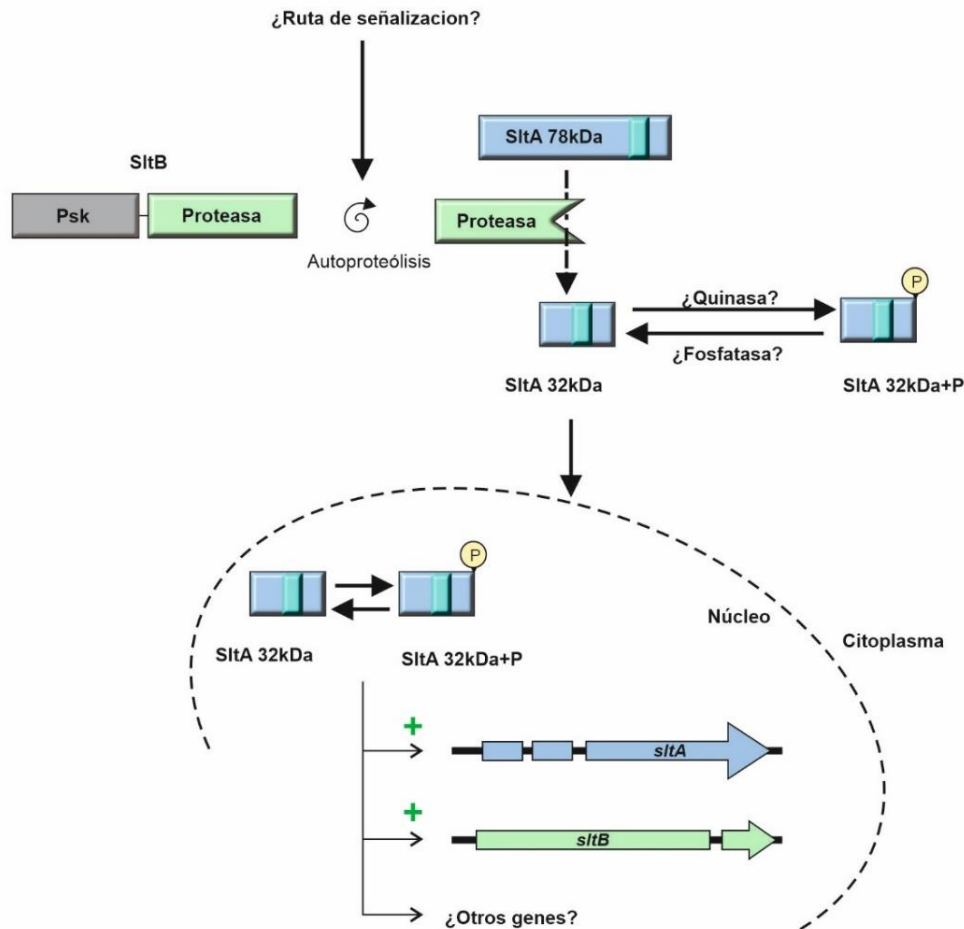 ¿Ruta de señalizacion?
SltA 78kDa
SltB
Psk
Proteasa
Proteasa
Autoproteólisis
P
¿Quinasa?
¿Fosfatasa?
SltA 32kDa
SltA 32kDa+P
P
Núcleo
Citoplasma
SltA 32kDa
SltA 32kDa+P
+
sltA
+
sltB
¿Otros genes?